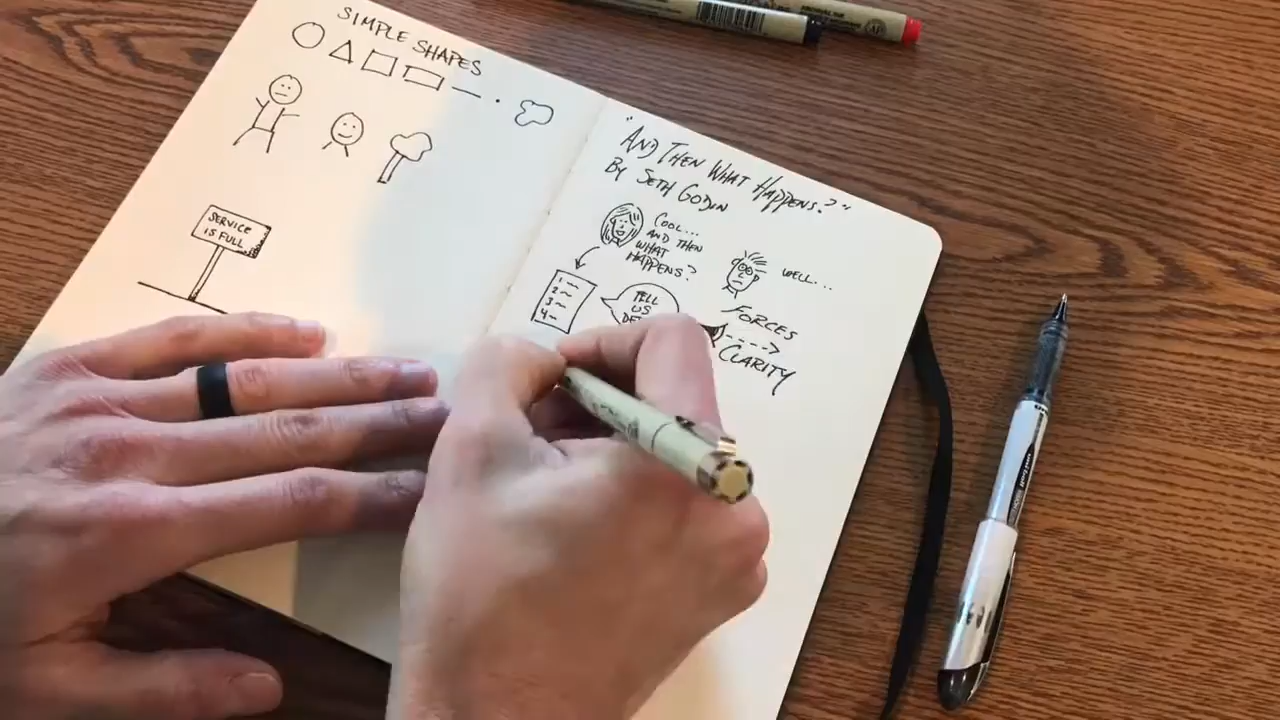 SIMPLE SHAPES
SERVICE
IS FULL
"AND THEN WHAT HAPPENS?"
BY SETH GODIN
COOL...
AND THEN
WHAT
HAPPENS?
WELL...
1
2
3
4
TELL
US
FORCES
CLARITY